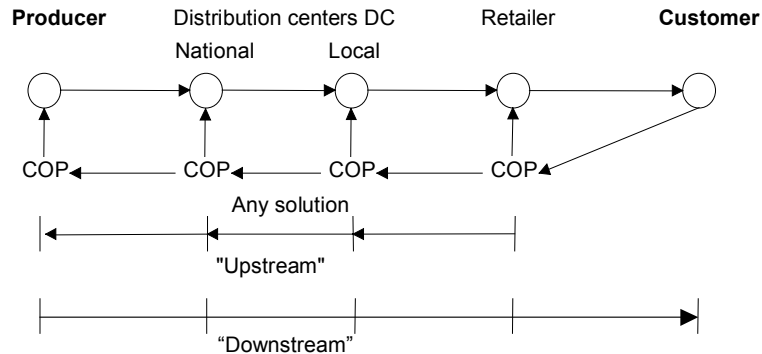 Producer Distribution centers DC Retailer Customer
National Local
COP COP COP COP
Any solution
"Upstream"
“Downstream”